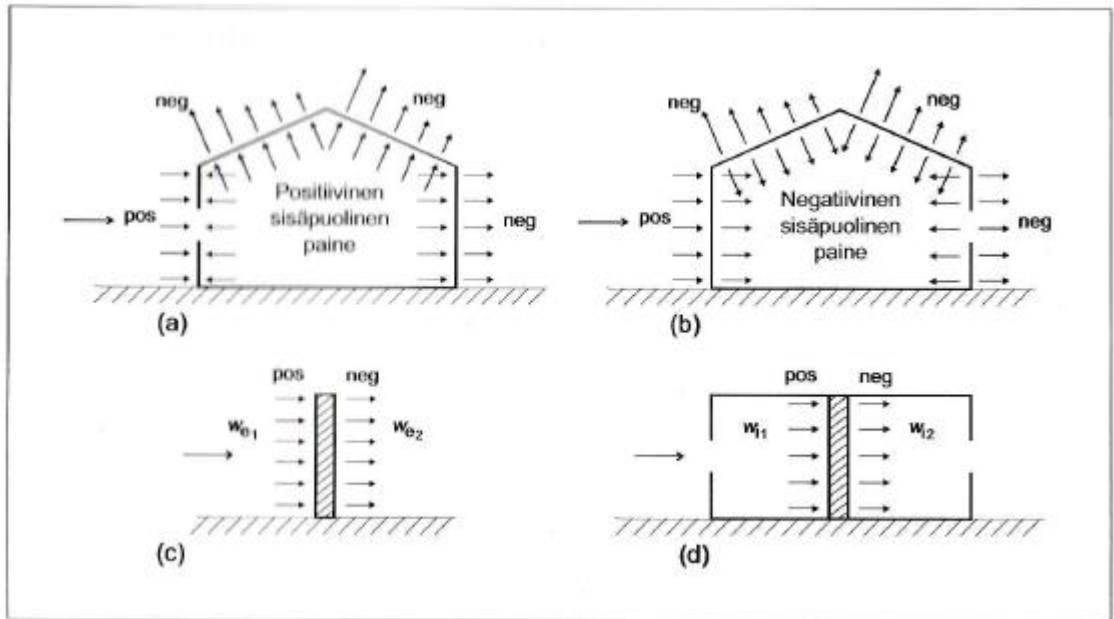 neg
neg
pos
Positiivinen
sisäpuolinen
paine
neg
(a)
neg
neg
pos
Negatiivinen
sisäpuolinen
paine
neg
(b)
pos
neg
we1
we2
(c)
pos
neg
wi1
wi2
(d)